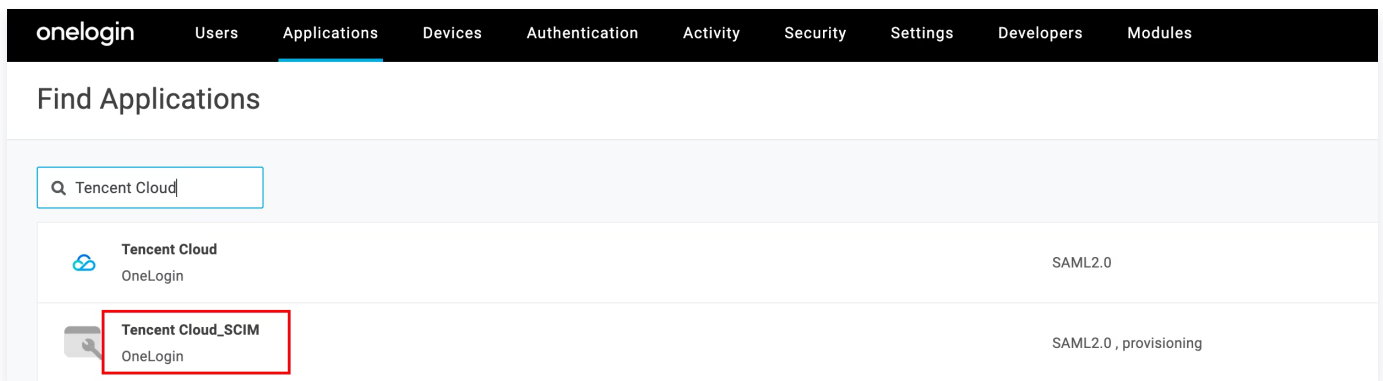 onelogin Users Applications Devices Authentication Activity Security Settings Developers Modules
Find Applications
Tencent Cloud
Tencent Cloud
OneLogin
SAML2.0
Tencent Cloud_SCIM
OneLogin
SAML2.0 , provisioning